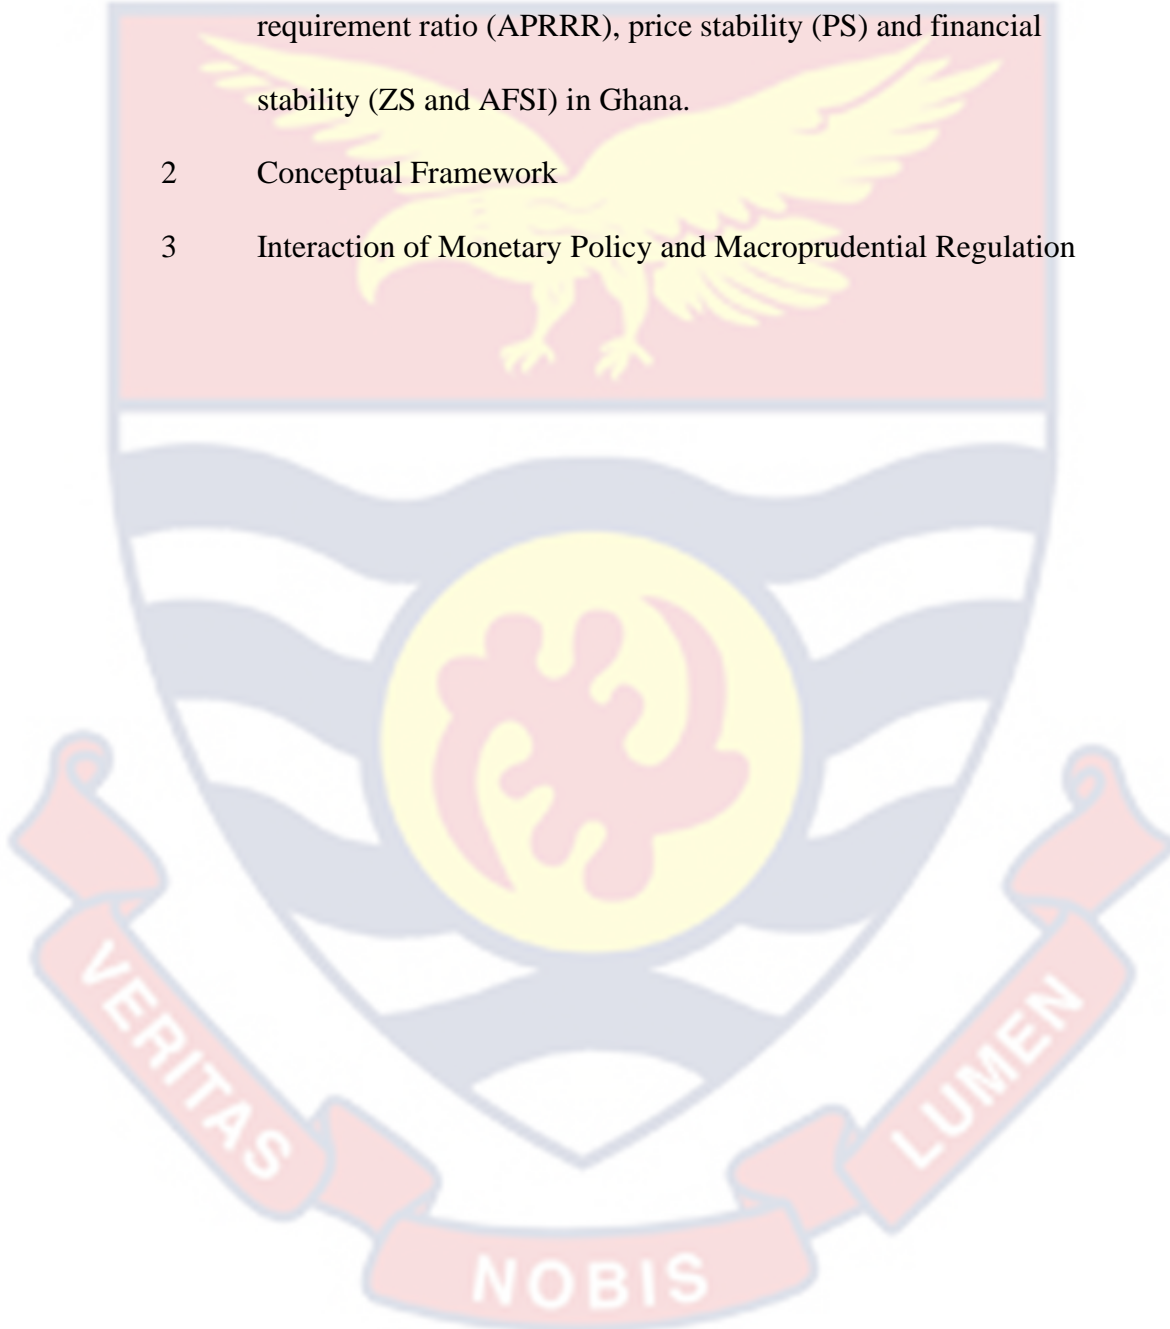 requirement ratio (APRRR), price stability (PS) and financial
stability (ZS and AFSI) in Ghana.
2 Conceptual Framework
3 Interaction of Monetary Policy and Macroprudential Regulation
VERITAS
NOBIS
LUMEN